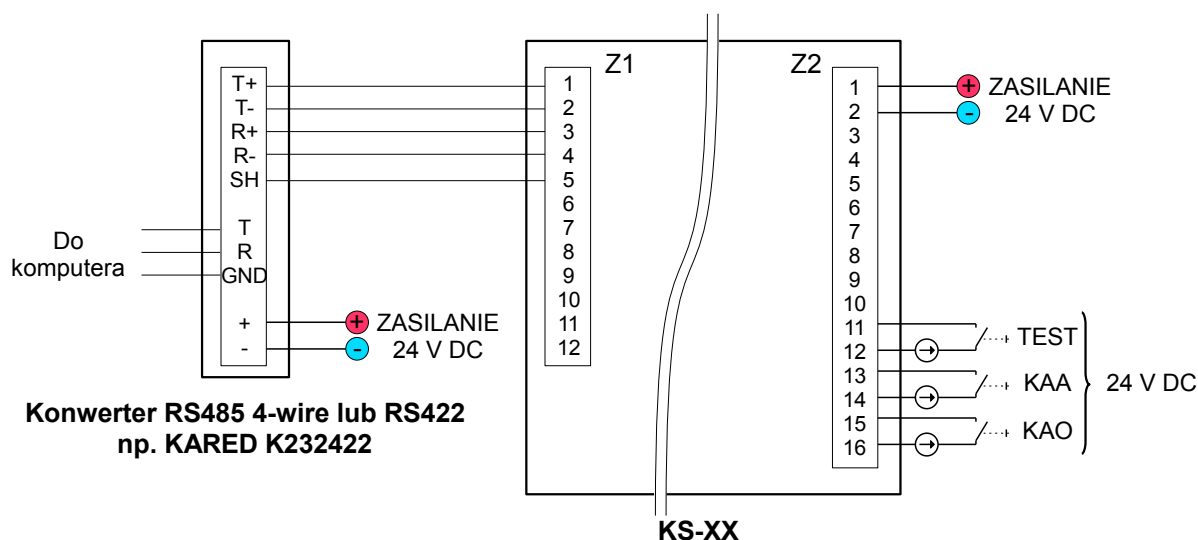 T+
T-
R+
R-
SH
T
R
GND
+
-
Do
komputera
+ ZASILANIE
- 24 V DC
Konwerter RS485 4-wire lub RS422
np. KARED K232422
Z1
1
2
3
4
5
6
7
8
9
10
11
12
Z2
1
2
3
4
5
6
7
8
9
10
11
12
13
14
15
16
+ ZASILANIE
- 24 V DC
TEST
KAA
KAO
24 V DC
KS-XX